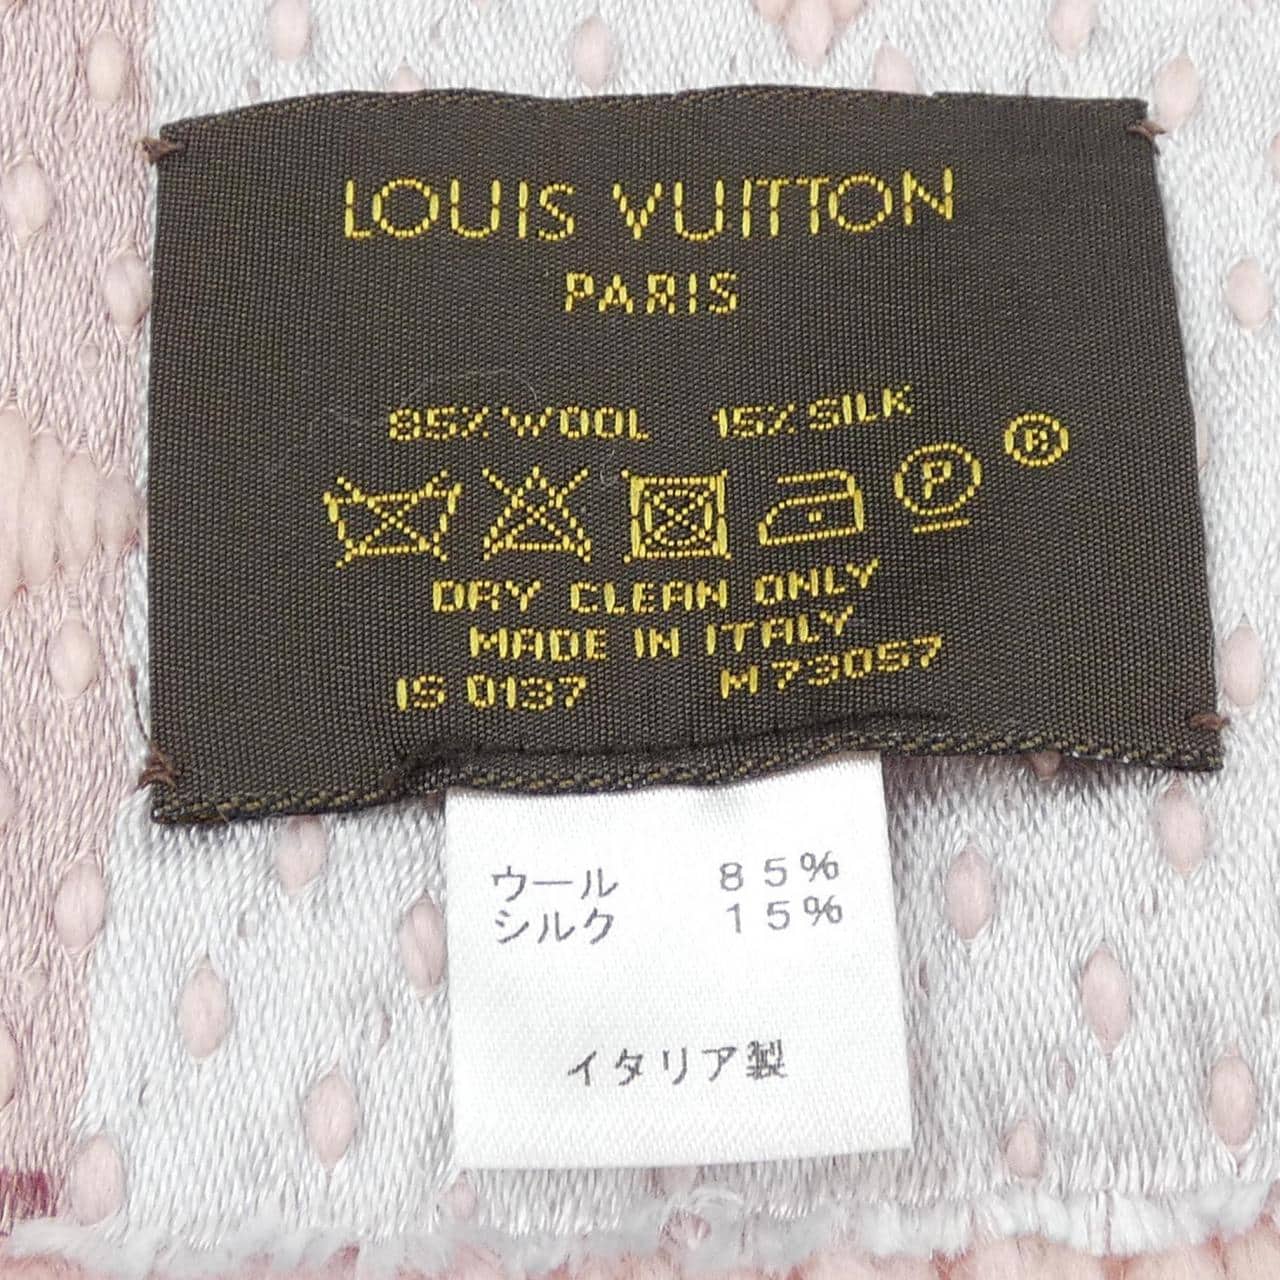 LOUIS VUITTON
PARIS
85% WOOL 15% SILK
P ®
DRY CLEAN ONLY
MADE IN ITALY
IS 0137 M73057
ウール 85%
シルク 15%
イタリア製